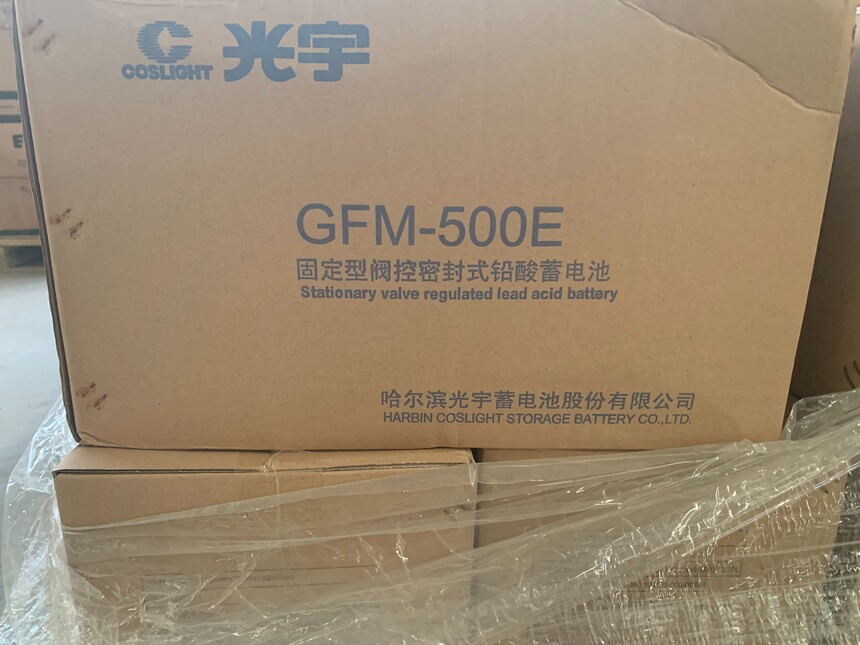 COSLIGHT 光宇
GFM-500E
固定型阀控密封式铅酸蓄电池
Stationary valve regulated lead acid battery
哈尔滨光宇蓄电池股份有限公司
HARBIN COSLIGHT STORAGE BATTERY CO.,LTD.